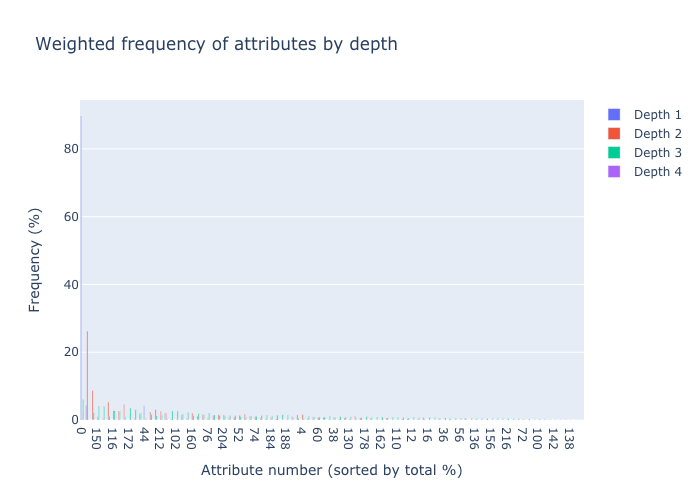 Weighted frequency of attributes by depth
Depth 1
Depth 2
Depth 3
Depth 4
Frequency (%)
80
60
40
20
0
0 150 116 172 44 212 102 160 76 204 52 74 184 188 4 60 38 130 178 162 110 12 16 36 56 136 156 216 72 100 142 138
Attribute number (sorted by total %)